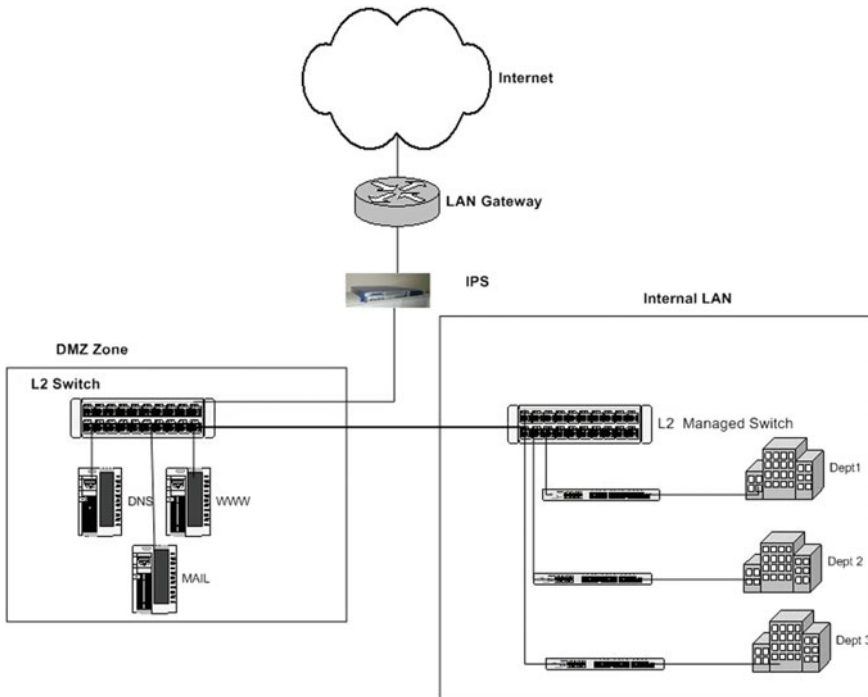 Internet
LAN Gateway
IPS
Internal LAN
DMZ Zone
L2 Switch
L2 Managed Switch
Dept1
DNS
WWW
Dept 2
MAIL
Dept 3